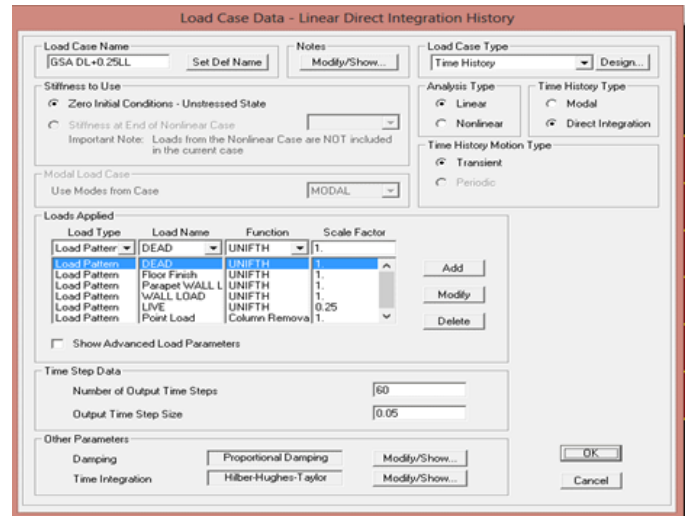 Load Case Data - Linear Direct Integration History
Load Case Name
GSA DL+0.25LL
Set Def Name
Notes
Modify/Show...
Load Case Type
Time History
Design...
Stiffness to Use
Zero Initial Conditions - Unstressed State
Stiffness at End of Nonlinear Case
Important Note: Loads from the Nonlinear Case are NOT included
in the current case
Analysis Type
Linear
Nonlinear
Time History Type
Modal
Direct Integration
Time History Motion Type
Transient
Periodic
Modal Load Case
Use Modes from Case
MODAL
Loads Applied
Load Type Load Name Function Scale Factor
Load Pattern DEAD UNIFTH 1.
Load Pattern DEAD UNIFTH 1.
Load Pattern Floor Finish UNIFTH 1.
Load Pattern Parapet WALL L UNIFTH 1.
Load Pattern WALL LOAD UNIFTH 1.
Load Pattern LIVE UNIFTH 0.25
Load Pattern Point Load Column Remova 1.
Add
Modify
Delete
Show Advanced Load Parameters
Time Step Data
Number of Output Time Steps 60
Output Time Step Size 0.05
Other Parameters
Damping Proportional Damping Modify/Show...
Time Integration Hilber-Hughes-Taylor Modify/Show...
OK
Cancel